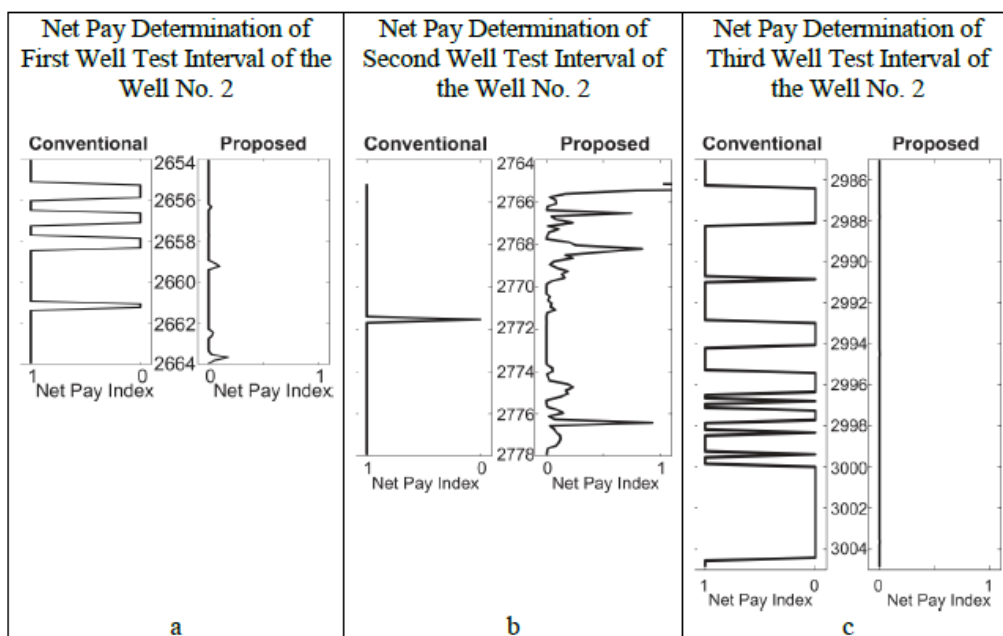 Net Pay Determination of
First Well Test Interval of the
Well No. 2
Conventional
Proposed
2654
2656
2658
2660
2662
2664
1
0
0
1
Net Pay Index
Net Pay Index
a
Net Pay Determination of
Second Well Test Interval of
the Well No. 2
Conventional
Proposed
2764
2766
2768
2770
2772
2774
2776
2778
1
0
0
1
Net Pay Index
Net Pay Index
b
Net Pay Determination of
Third Well Test Interval of
the Well No. 2
Conventional
Proposed
2986
2988
2990
2992
2994
2996
2998
3000
3002
3004
1
0
0
1
Net Pay Index
Net Pay Index
c